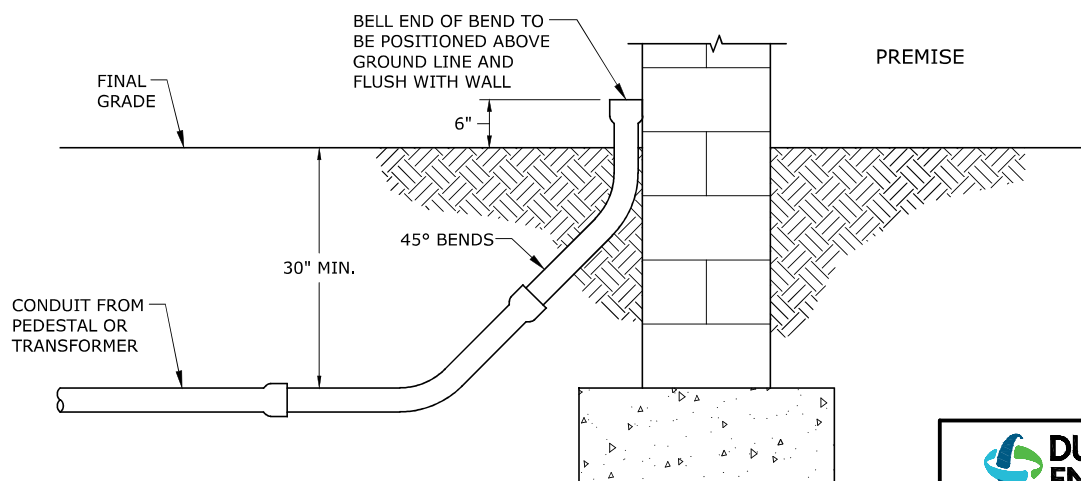 BELL END OF BEND TO
BE POSITIONED ABOVE
GROUND LINE AND
FLUSH WITH WALL
PREMISE
FINAL
GRADE
6"
45° BENDS
30" MIN.
CONDUIT FROM
PEDESTAL OR
TRANSFORMER